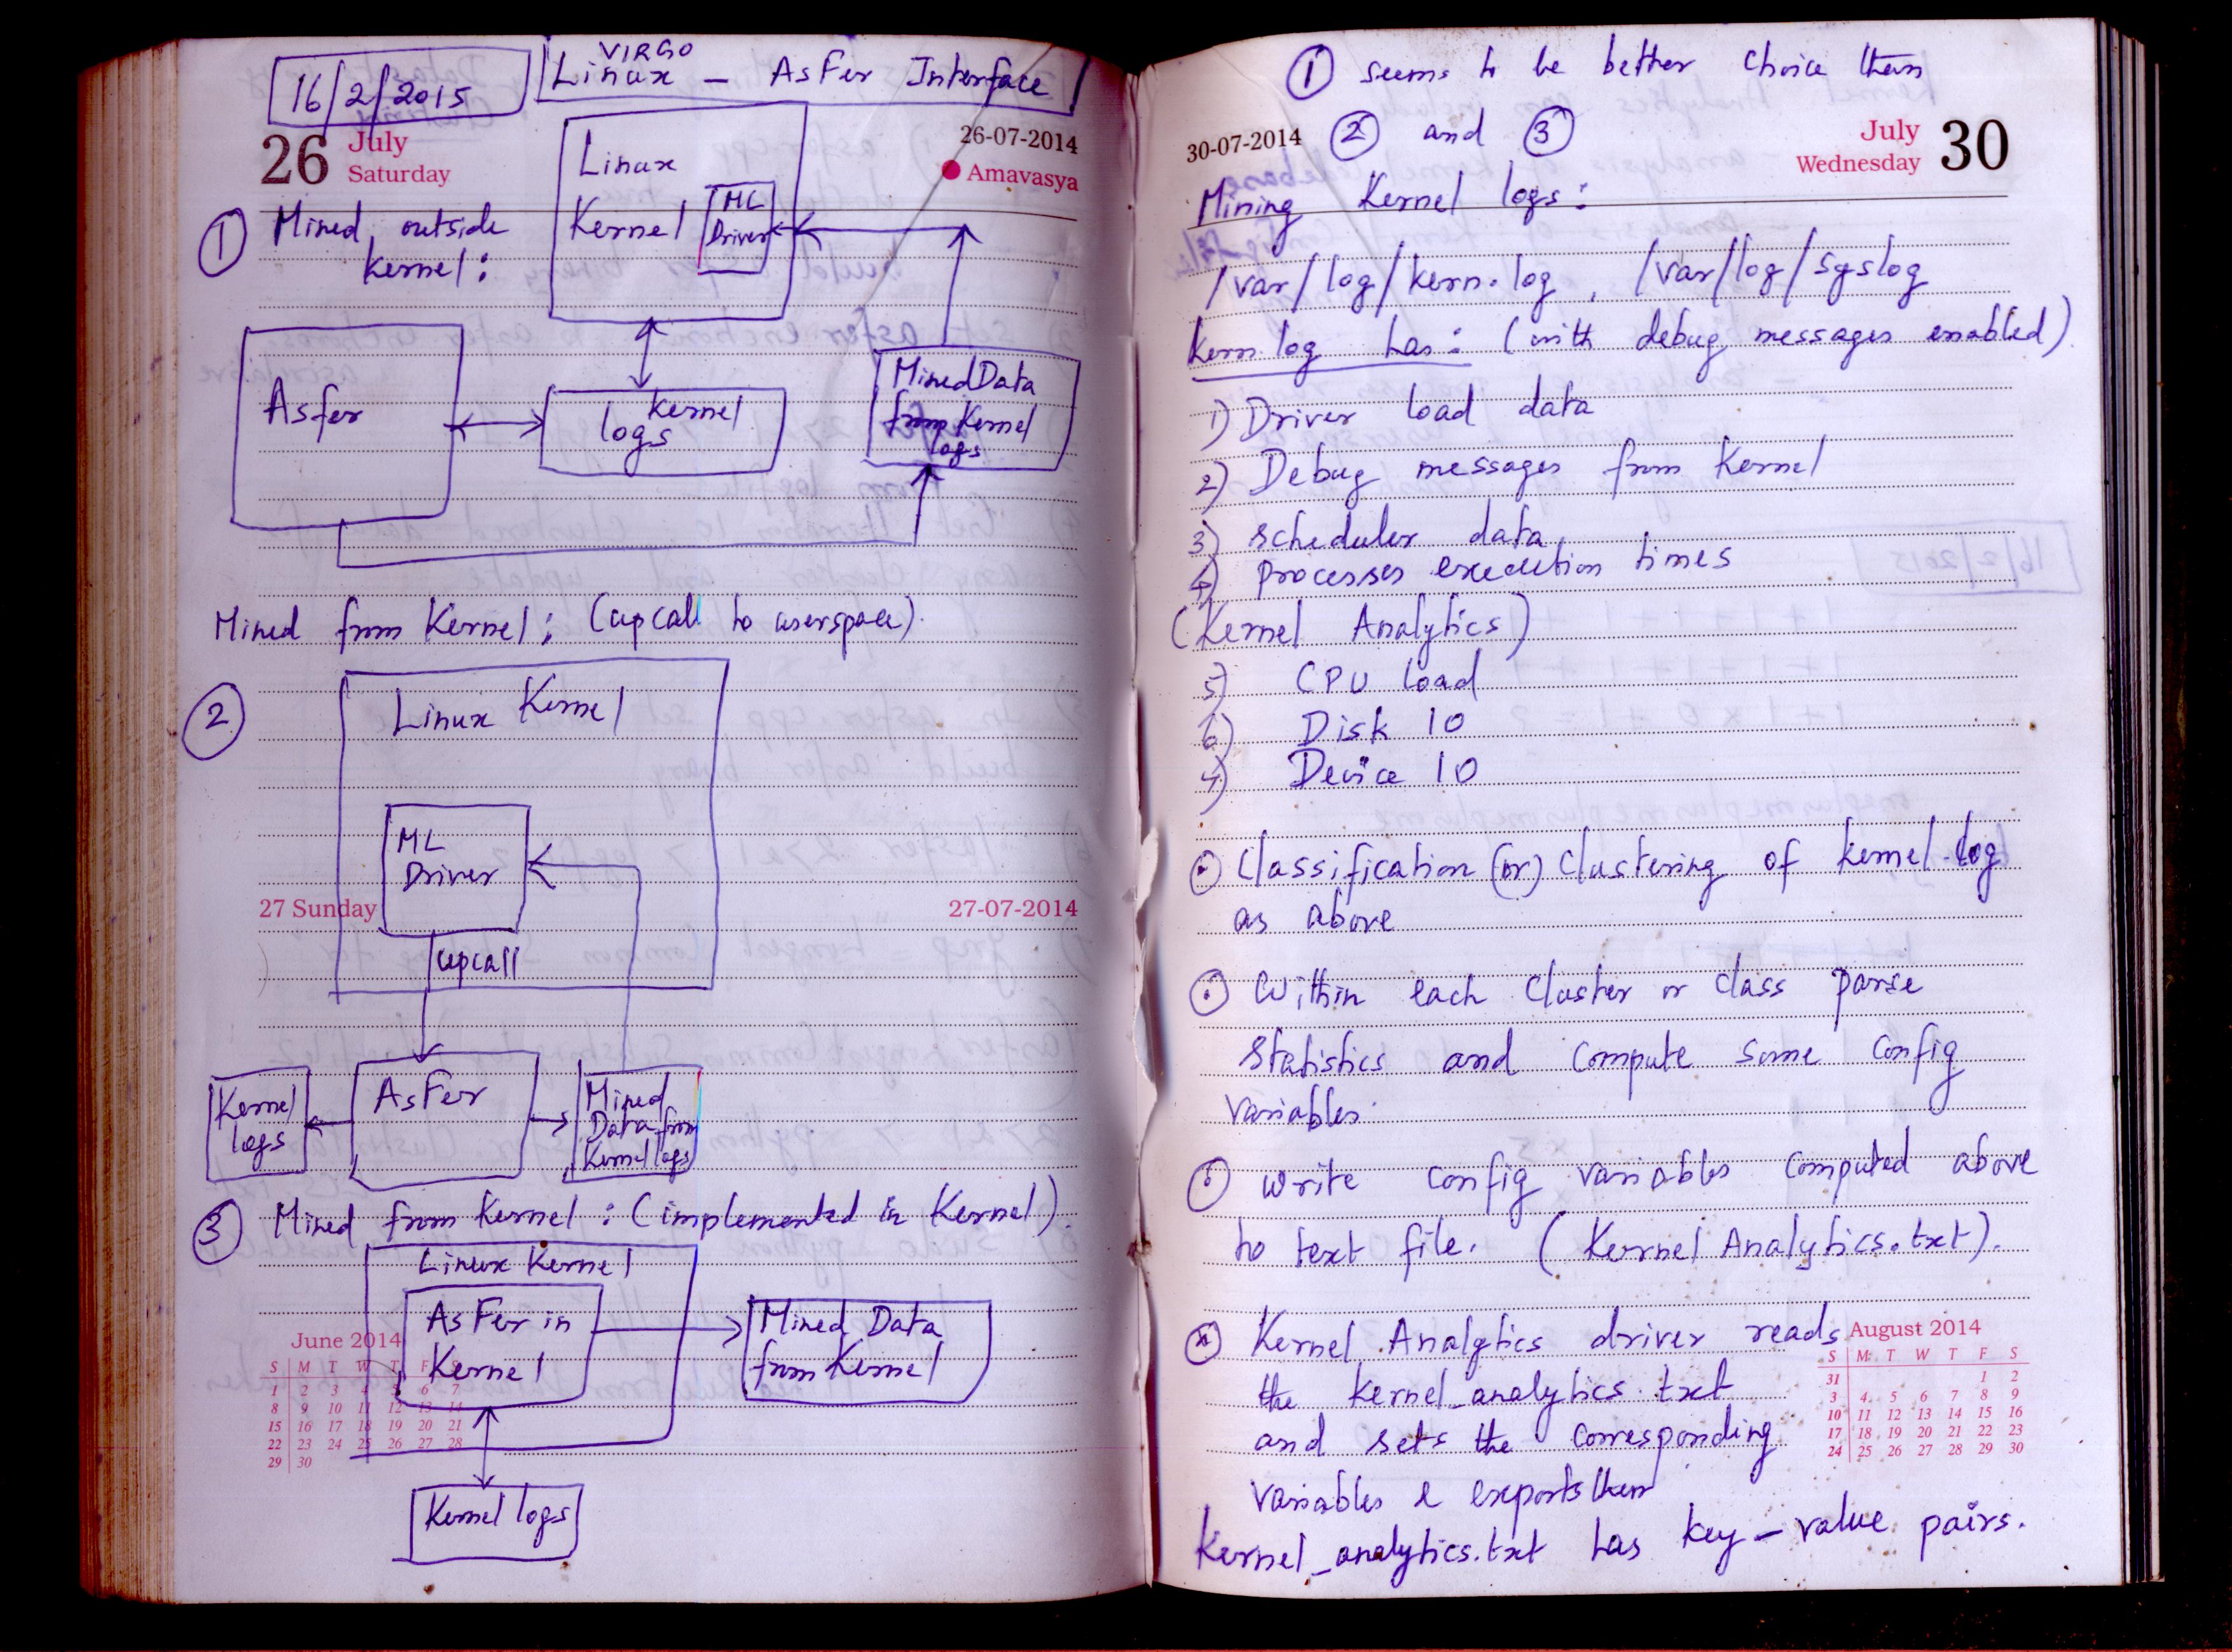 16/2/2015
VIRGO
Linux - AsFer Interface
26 July
Saturday
26-07-2014
Amavasya
① Mined outside
Kernel:
Linux
Kernel
ML
Driver
Asfer
Kernel
logs
Mined Data
from Kernel
logs
Mined from Kernel: (upcall to userspace).
②
Linux Kernel
ML
Driver
27 Sunday
27-07-2014
upcall
Kernel
logs
AsFer
Mined
Data from
Kernel logs
③ Mined from Kernel: (implemented in Kernel).
Linux Kernel
AsFer in
Kernel
Mined Data
from Kernel
June 2014
S M T W T F S
1 2 3 4 5 6 7
8 9 10 11 12 13 14
15 16 17 18 19 20 21
22 23 24 25 26 27 28
29 30
Kernel logs
① seems to be better choice than
② and ③
30-07-2014
July
Wednesday 30
Mining Kernel logs:
/var/log/kern.log, /var/log/syslog
Kern.log has: (with debug messages enabled)
1) Driver load data
2) Debug messages from Kernel
3) scheduler data
4) processes execution times
(Kernel Analytics)
5) CPU load
6) Disk IO
7) Device IO
Classification (or) Clustering of kernel.log
as above
Within each cluster or class parse
statistics and compute some config
variables.
Write config variables computed above
to text file. (Kernel Analytics.txt).
Kernel Analytics driver reads
the Kernel_analytics.txt
and sets the corresponding
variables & exports them
Kernel_analytics.txt has key-value pairs.
August 2014
S M T W T F S
31 1 2
3 4 5 6 7 8 9
10 11 12 13 14 15 16
17 18 19 20 21 22 23
24 25 26 27 28 29 30